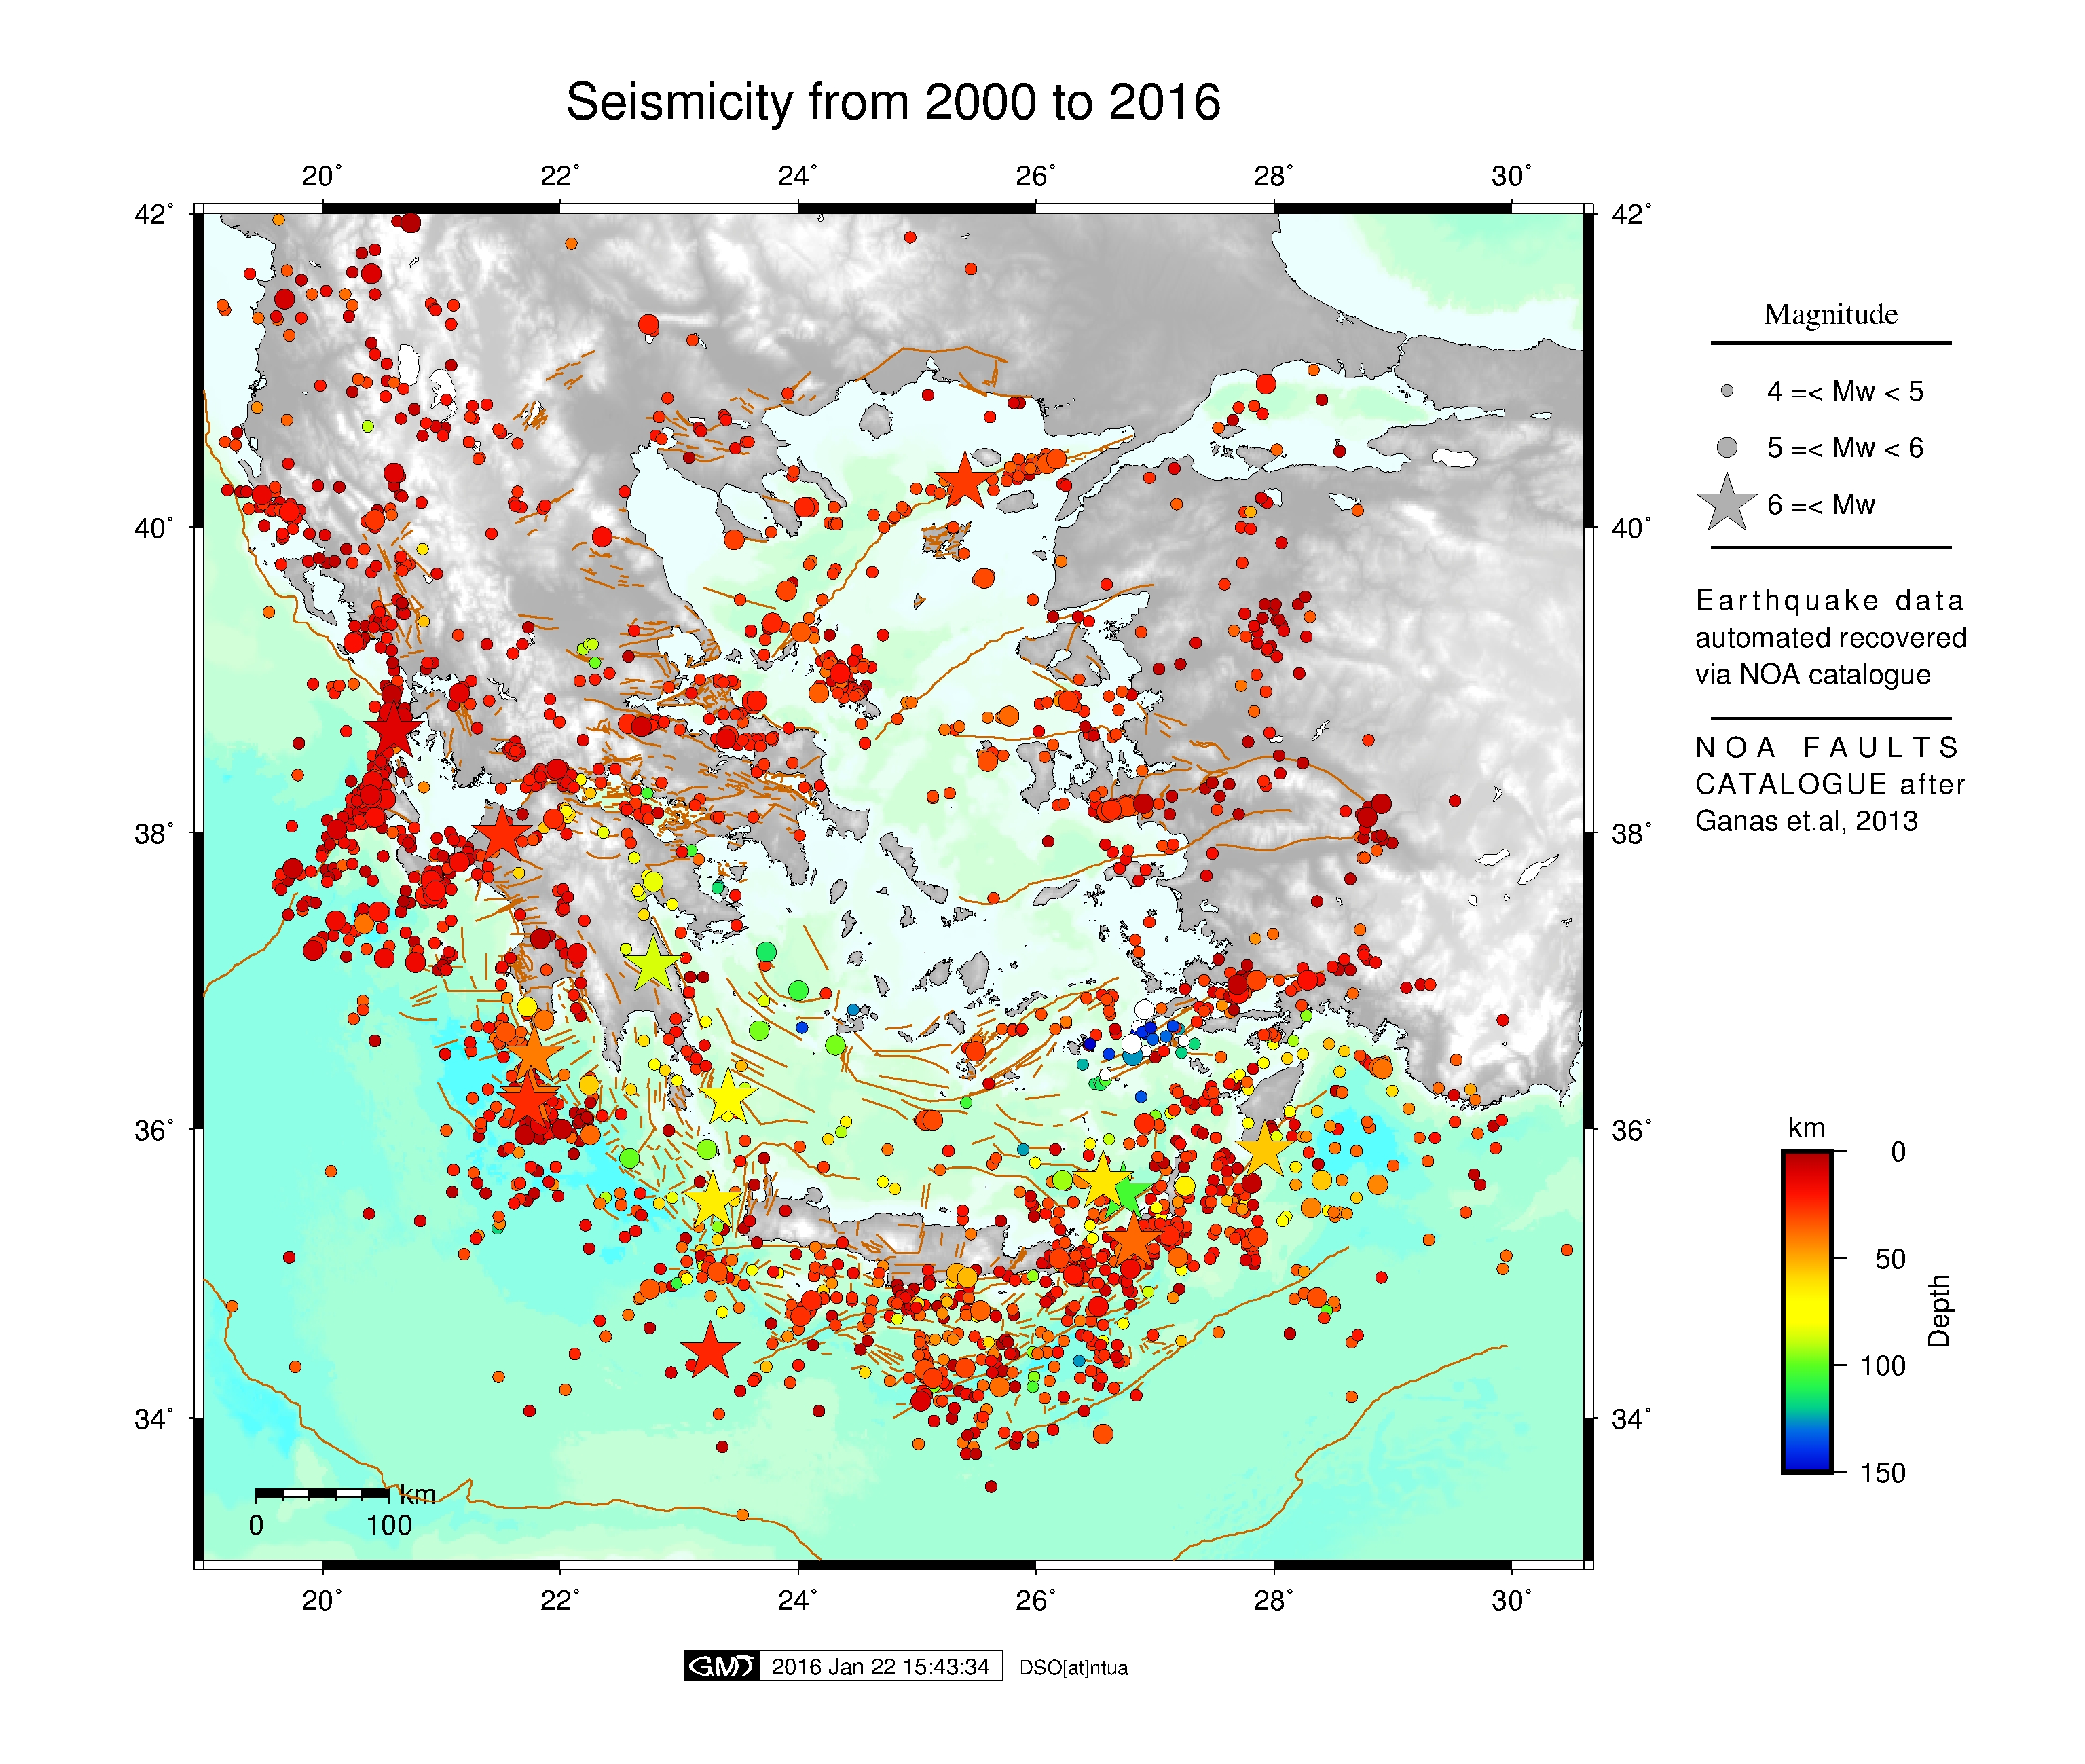 Seismicity from 2000 to 2016
20° 22° 24° 26° 28° 30°
42° 42°
40° 40°
38° 38°
36° 36°
34° 34°
20° 22° 24° 26° 28° 30°
km
0 100
Magnitude
4 =< Mw < 5
5 =< Mw < 6
6 =< Mw
Earthquake data
automated recovered
via NOA catalogue
NOA FAULTS
CATALOGUE after
Ganas et.al, 2013
km
0
50
100
150
Depth
GMT 2016 Jan 22 15:43:34 DSO[at]ntua